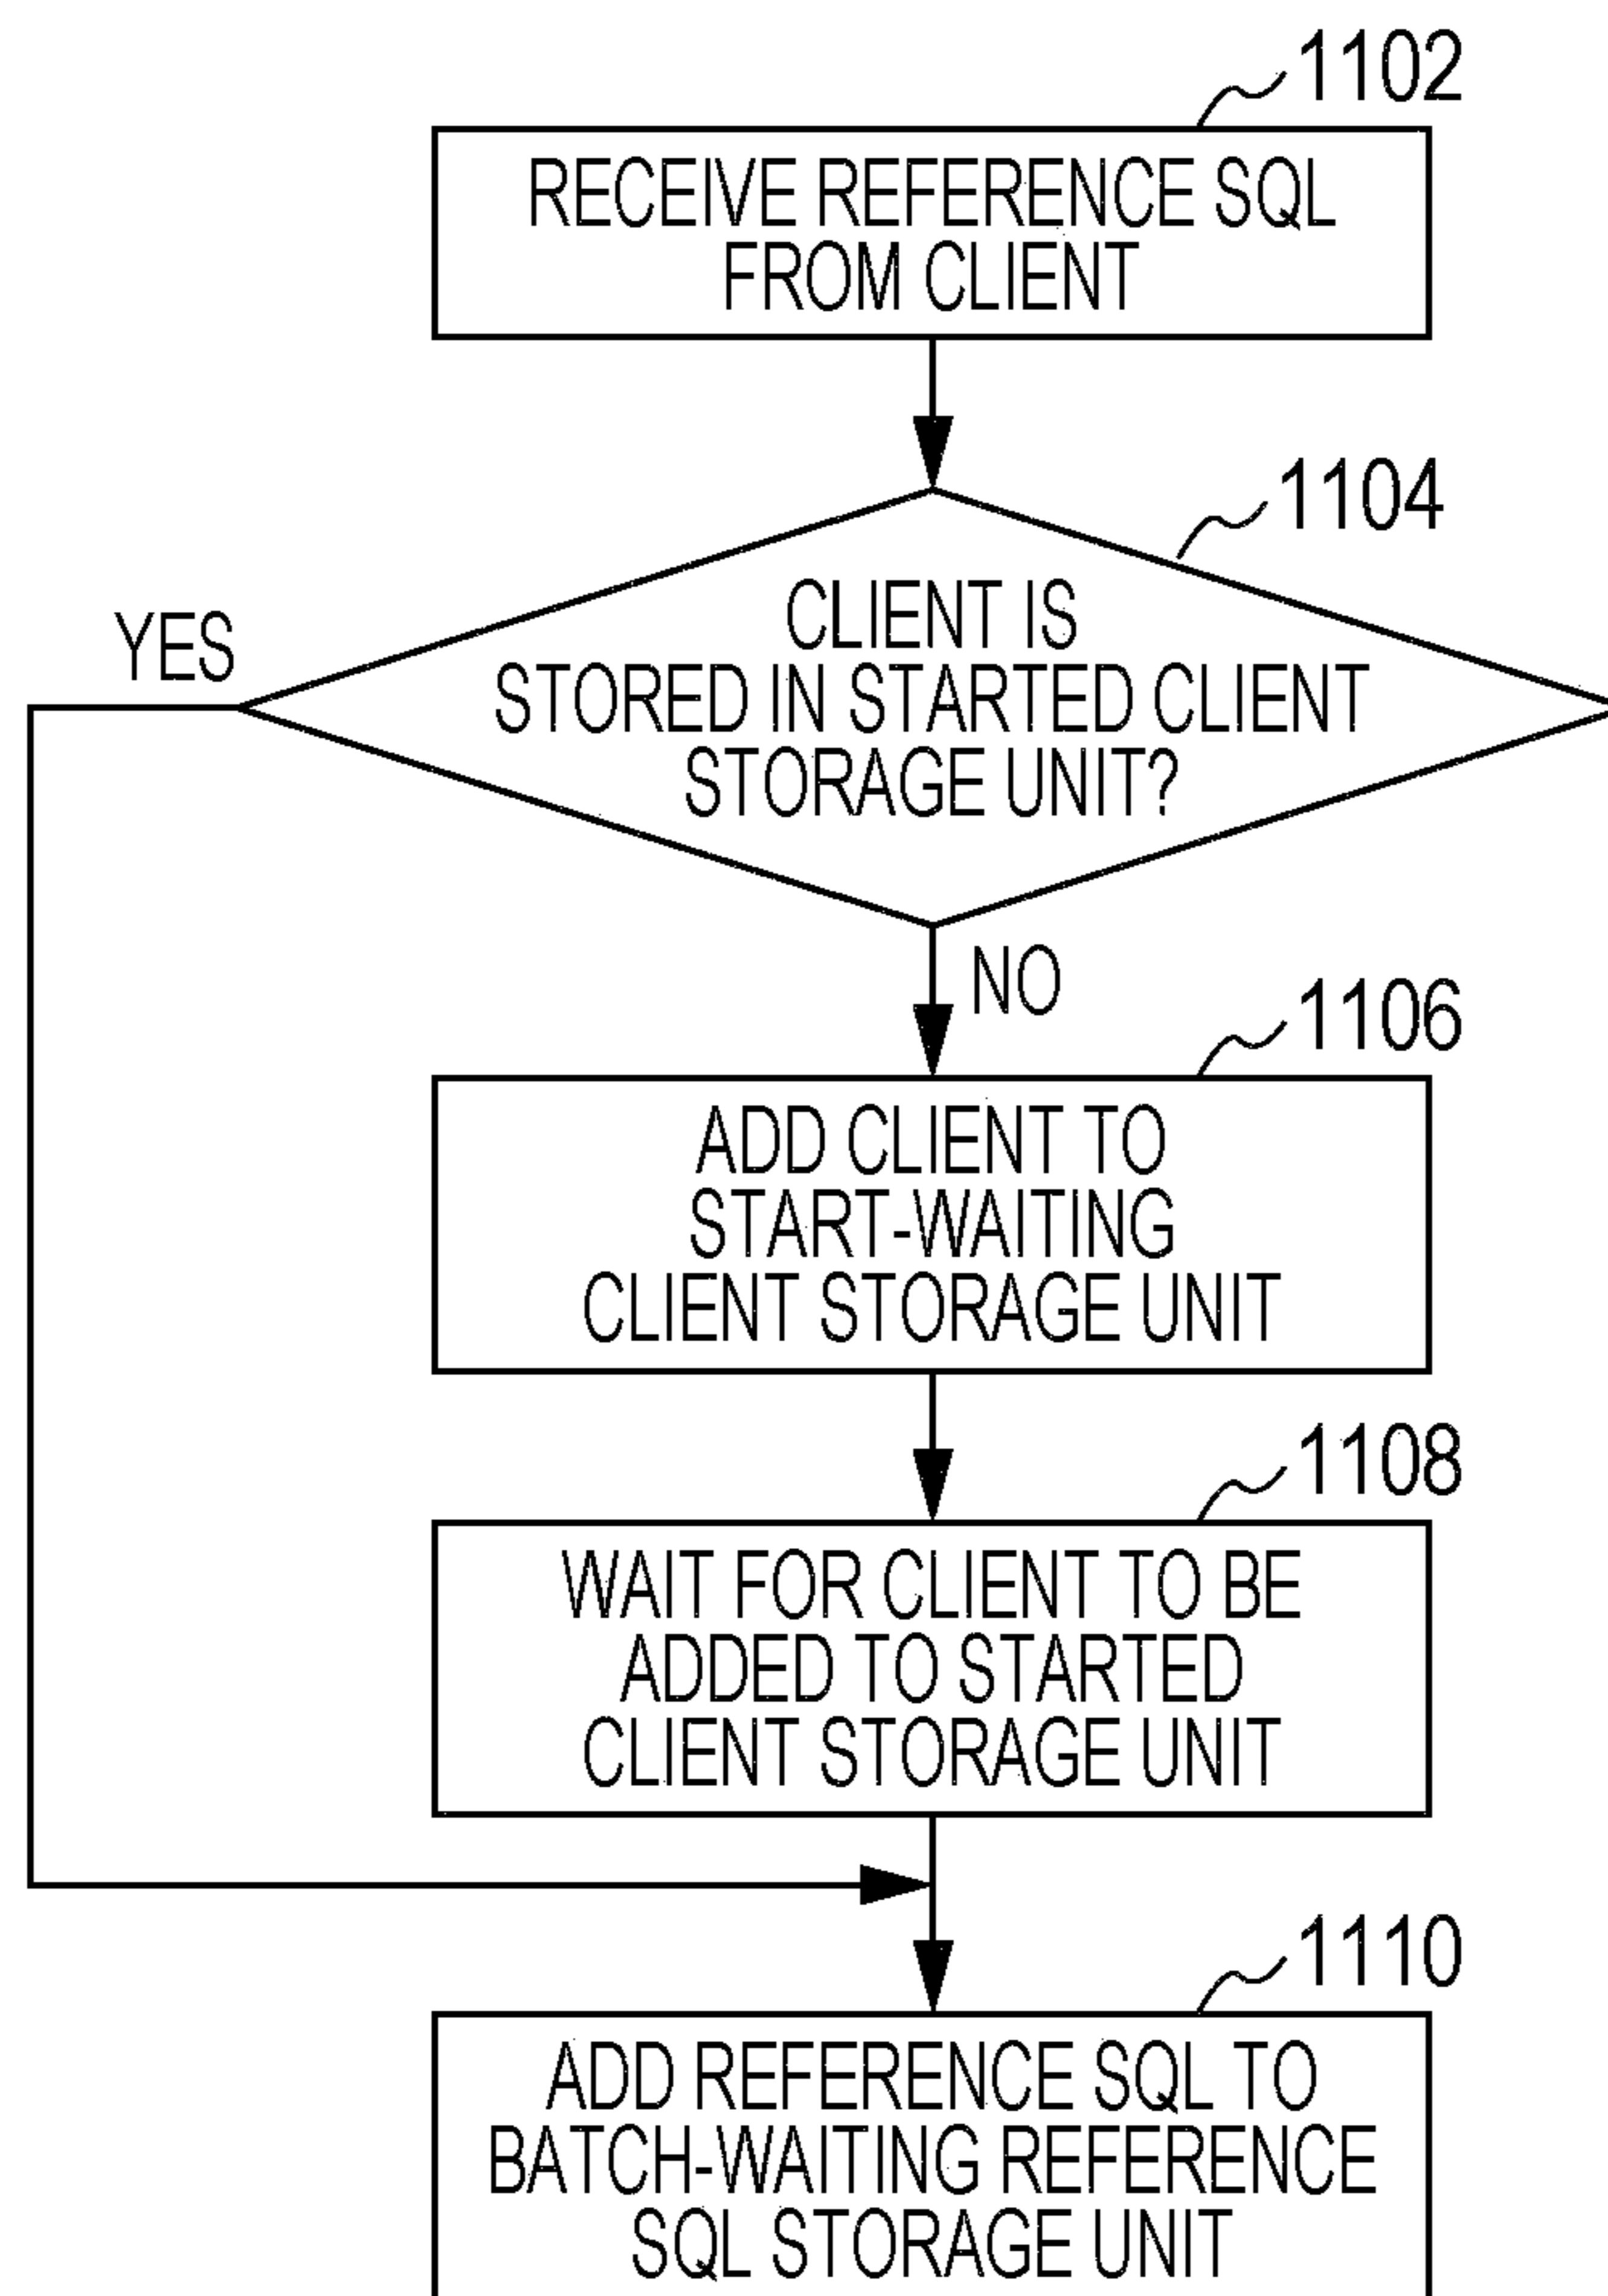 1102
RECEIVE REFERENCE SQL
FROM CLIENT
1104
CLIENT IS
STORED IN STARTED CLIENT
STORAGE UNIT?
YES
NO
1106
ADD CLIENT TO
START-WAITING
CLIENT STORAGE UNIT
1108
WAIT FOR CLIENT TO BE
ADDED TO STARTED
CLIENT STORAGE UNIT
1110
ADD REFERENCE SQL TO
BATCH-WAITING REFERENCE
SQL STORAGE UNIT